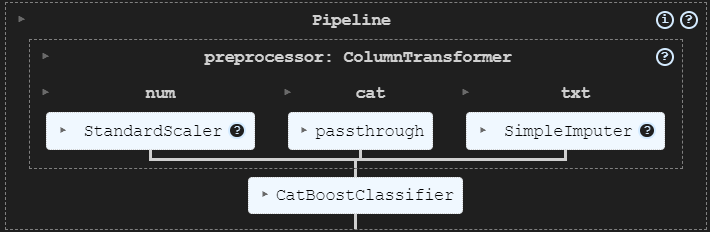 Pipeline i ?
preprocessor: ColumnTransformer ?
num cat txt
StandardScaler ? passthrough SimpleImputer ?
CatBoostClassifier